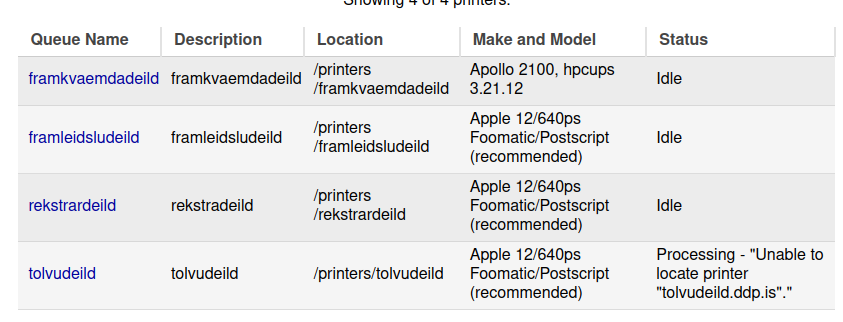 Showing 4 of 4 printers.
Queue Name Description Location Make and Model Status
framkvaemdadeild framkvaemdadeild /printers
/framkvaemdadeild Apollo 2100, hpcups
3.21.12 Idle
framleidsludeild framleidsludeild /printers
/framleidsludeild Apple 12/640ps
Foomatic/Postscript
(recommended) Idle
rekstrardeild rekstradeild /printers
/rekstrardeild Apple 12/640ps
Foomatic/Postscript
(recommended) Idle
tolvudeild tolvudeild /printers/tolvudeild Apple 12/640ps
Foomatic/Postscript
(recommended) Processing - "Unable to
locate printer
"tolvudeild.ddp.is"."